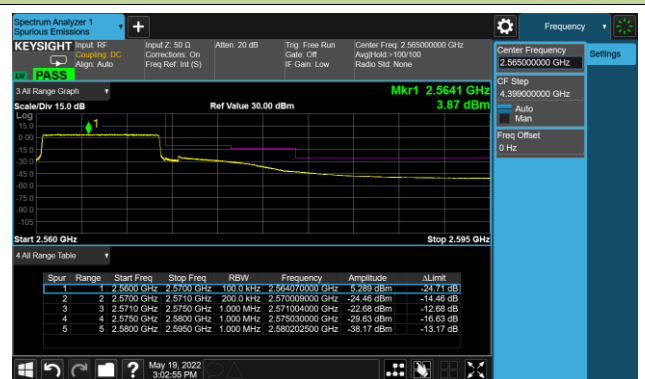 Spectrum Analyzer 1
Spurious Emissions
Frequency
KEYSIGHT
Input: RF
Coupling: DC
Align: Auto
Input Z: 50 Ω
Corrections: On
Freq Ref: Int (S)
Atten: 20 dB
Trig: Free Run
Gate: Off
IF Gain: Low
Center Freq: 2.565000000 GHz
Avg|Hold:>100/100
Radio Std: None
PASS
Center Frequency
2.565000000 GHz
Settings
CF Step
4.399000000 GHz
Auto
Man
Freq Offset
0 Hz
3 All Range Graph
Mkr1 2.5641 GHz
3.87 dBm
Scale/Div 15.0 dB
Ref Value 30.00 dBm
Log
1
15.0
0.00
-15.0
-30.0
-45.0
-60.0
-75.0
-90.0
-105
Start 2.560 GHz
Stop 2.595 GHz
4 All Range Table
Spur Range Start Freq Stop Freq RBW Frequency Amplitude ΔLimit
1 1 2.5600 GHz 2.5700 GHz 100.0 kHz 2.564070000 GHz 5.289 dBm -24.71 dB
2 2 2.5700 GHz 2.5710 GHz 200.0 kHz 2.570009000 GHz -24.46 dBm -14.46 dB
3 3 2.5710 GHz 2.5750 GHz 1.000 MHz 2.571004000 GHz -22.68 dBm -12.68 dB
4 4 2.5750 GHz 2.5800 GHz 1.000 MHz 2.575030000 GHz -29.63 dBm -16.63 dB
5 5 2.5800 GHz 2.5950 GHz 1.000 MHz 2.580202500 GHz -38.17 dBm -13.17 dB
May 19, 2022
3:02:55 PM